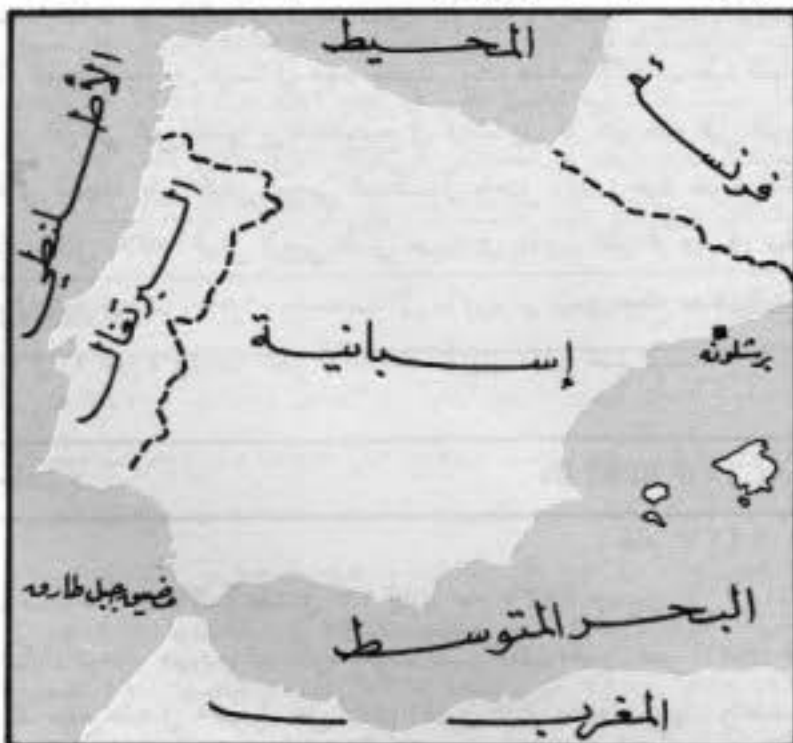 المحيط
الأطلنطي
فرنسة
البرتغال
إسبانية
برشلونة
مضيق جبل طارق
البحر المتوسط
المغرب